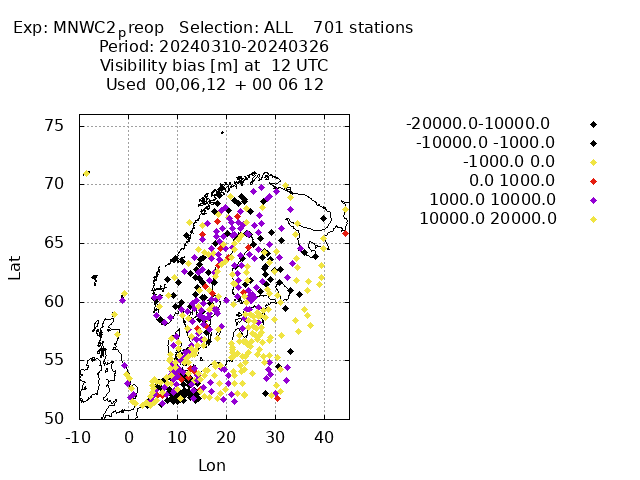 Exp: MNWC2preop   Selection: ALL    701 stations
Period: 20240310-20240326
Visibility bias [m] at  12 UTC
Used  00,06,12  + 00 06 12
-20000.0-10000.0
-10000.0 -1000.0
-1000.0 0.0
0.0 1000.0
1000.0 10000.0
10000.0 20000.0
75
70
65
60
55
50
Lat
-10 0 10 20 30 40
Lon